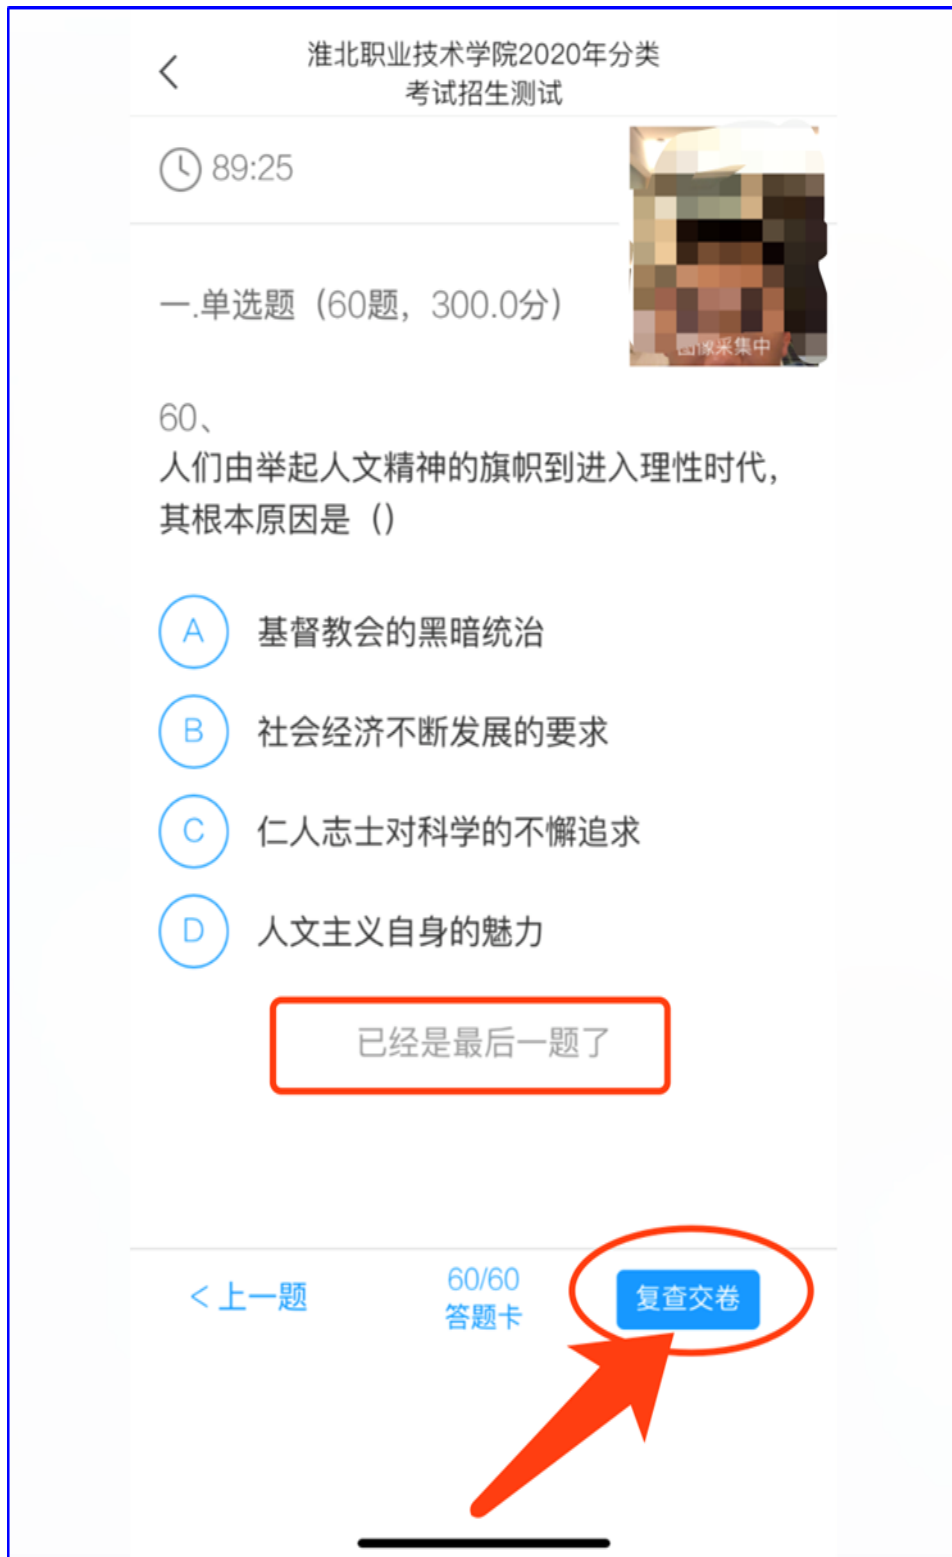 淮北职业技术学院2020年分类
考试招生测试
89:25
一.单选题（60题，300.0分）
图像采集中
60、
人们由举起人文精神的旗帜到进入理性时代，
其根本原因是（）
A 基督教会的黑暗统治
B 社会经济不断发展的要求
C 仁人志士对科学的不懈追求
D 人文主义自身的魅力
已经是最后一题了
<上一题
60/60
答题卡
复查交卷